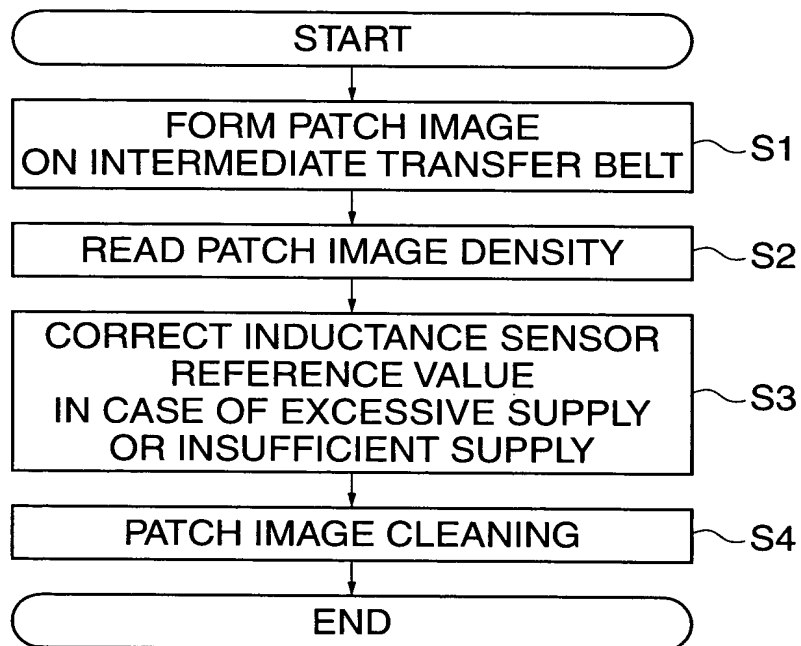 START
FORM PATCH IMAGE
ON INTERMEDIATE TRANSFER BELT
S1
READ PATCH IMAGE DENSITY
S2
CORRECT INDUCTANCE SENSOR
REFERENCE VALUE
IN CASE OF EXCESSIVE SUPPLY
OR INSUFFICIENT SUPPLY
S3
PATCH IMAGE CLEANING
S4
END